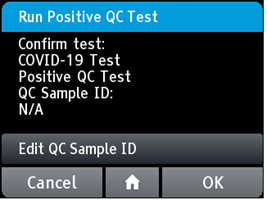 Run Positive QC Test
Confirm test:
COVID-19 Test
Positive QC Test
QC Sample ID:
N/A
Edit QC Sample ID
Cancel
OK